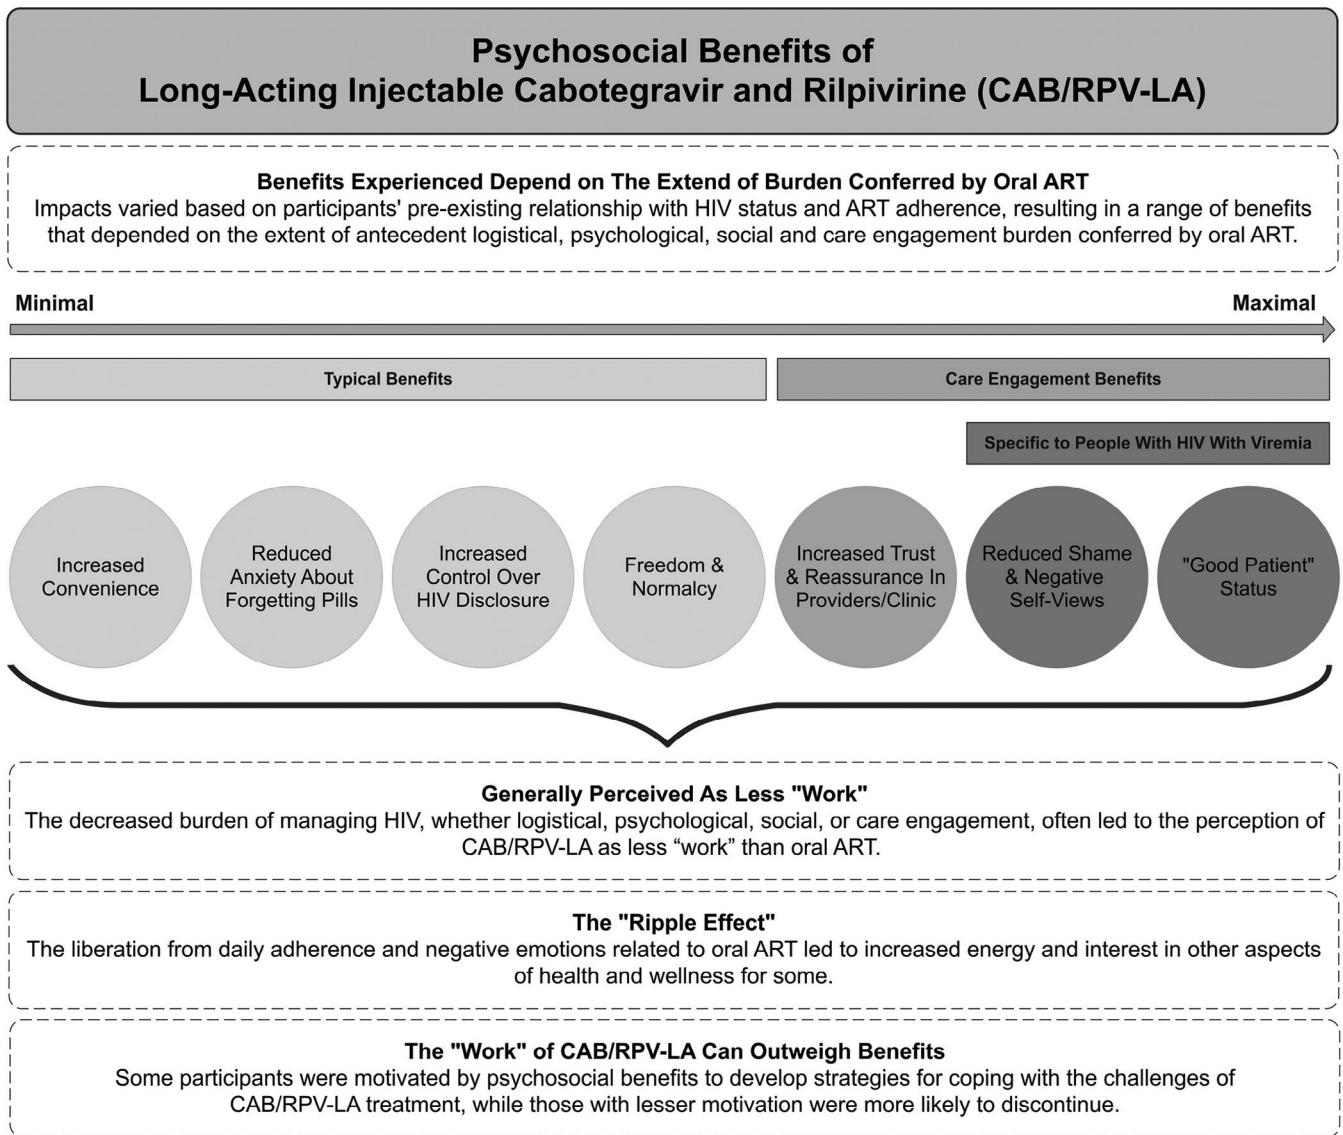 Psychosocial Benefits of
Long-Acting Injectable Cabotegravir and Rilpivirine (CAB/RPV-LA)
Benefits Experienced Depend on The Extend of Burden Conferred by Oral ART
Impacts varied based on participants' pre-existing relationship with HIV status and ART adherence, resulting in a range of benefits
that depended on the extent of antecedent logistical, psychological, social and care engagement burden conferred by oral ART.
Minimal
Maximal
Typical Benefits
Care Engagement Benefits
Specific to People With HIV With Viremia
Increased
Convenience
Reduced
Anxiety About
Forgetting Pills
Increased
Control Over
HIV Disclosure
Freedom &
Normalcy
Increased Trust
& Reassurance In
Providers/Clinic
Reduced Shame
& Negative
Self-Views
"Good Patient"
Status
Generally Perceived As Less "Work"
The decreased burden of managing HIV, whether logistical, psychological, social, or care engagement, often led to the perception of
CAB/RPV-LA as less “work” than oral ART.
The "Ripple Effect"
The liberation from daily adherence and negative emotions related to oral ART led to increased energy and interest in other aspects
of health and wellness for some.
The "Work" of CAB/RPV-LA Can Outweigh Benefits
Some participants were motivated by psychosocial benefits to develop strategies for coping with the challenges of
CAB/RPV-LA treatment, while those with lesser motivation were more likely to discontinue.